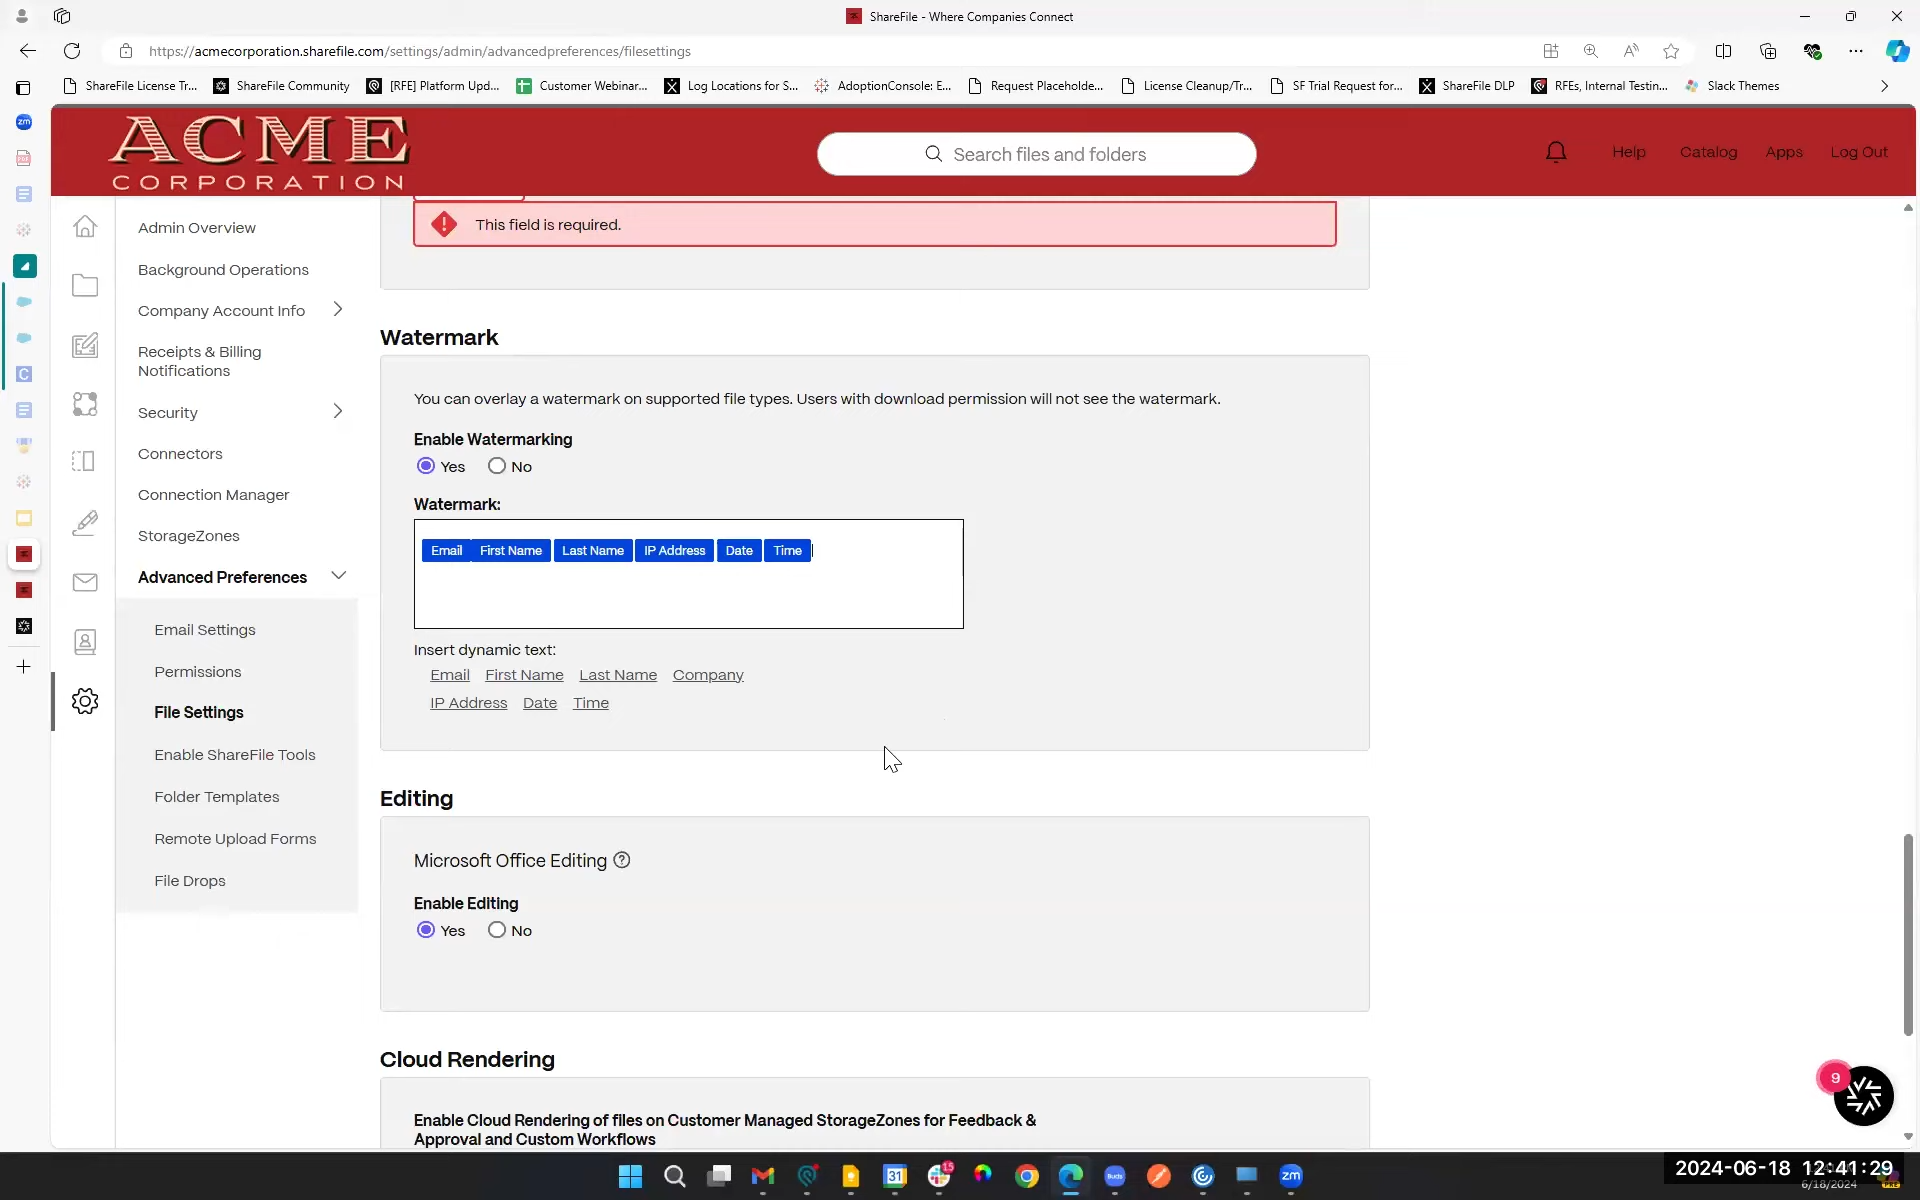 ShareFile - Where Companies Connect
https://acmecorporation.sharefile.com/settings/admin/advancedpreferences/filesettings
ShareFile License Tr...
ShareFile Community
[RFE] Platform Upd...
Customer Webinar...
Log Locations for S...
AdoptionConsole: E...
Request Placeholde...
License Cleanup/Tr...
SF Trial Request for...
ShareFile DLP
RFEs, Internal Testin...
Slack Themes
ACME
CORPORATION
Search files and folders
Help
Catalog
Apps
Log Out
Admin Overview
Background Operations
Company Account Info
Receipts & Billing
Notifications
Security
Connectors
Connection Manager
StorageZones
Advanced Preferences
Email Settings
Permissions
File Settings
Enable ShareFile Tools
Folder Templates
Remote Upload Forms
File Drops
This field is required.
Watermark
You can overlay a watermark on supported file types. Users with download permission will not see the watermark.
Enable Watermarking
Yes No
Watermark:
Email First Name Last Name IP Address Date Time
Insert dynamic text:
Email First Name Last Name Company
IP Address Date Time
Editing
Microsoft Office Editing
Enable Editing
Yes No
Cloud Rendering
Enable Cloud Rendering of files on Customer Managed StorageZones for Feedback &
Approval and Custom Workflows
9
zm
C
31
15
zm
2024-06-18 12:41:29
6/18/2024